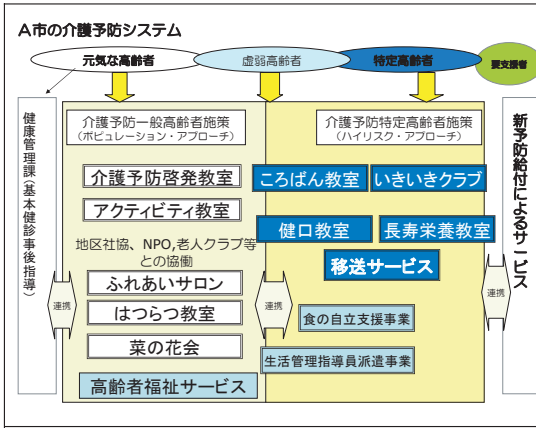 A市の介護予防システム
元気な高齢者
虚弱高齢者
特定高齢者
要支援者
健康管理課(基本健診事後指導)
介護予防一般高齢者施策
(ポピュレーション・アプローチ)
介護予防特定高齢者施策
(ハイリスク・アプローチ)
新予防給付によるサービス
介護予防啓発教室
ころばん教室
いきいきクラブ
アクティビティ教室
健口教室
長寿栄養教室
地区社協、NPO,老人クラブ等
との協働
移送サービス
ふれあいサロン
連携
はつらつ教室
連携
食の自立支援事業
連携
菜の花会
生活管理指導員派遣事業
高齢者福祉サービス